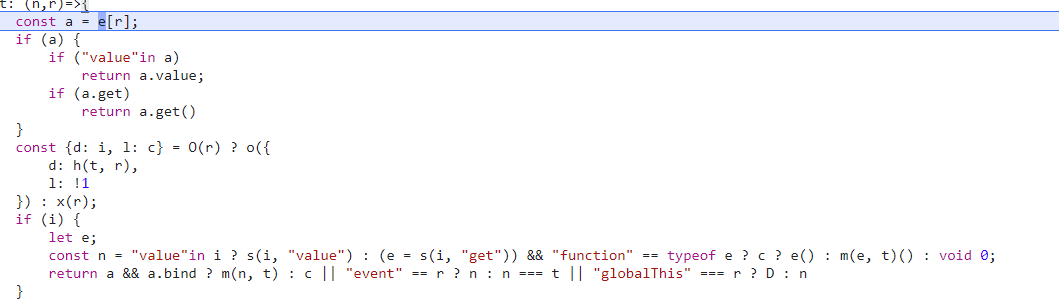 t: (n,r)=>{
const a = e[r];
if (a) {
if ("value"in a)
return a.value;
if (a.get)
return a.get()
}
const {d: i, l: c} = O(r) ? o({
d: h(t, r),
l: !1
}) : x(r);
if (i) {
let e;
const n = "value"in i ? s(i, "value") : (e = s(i, "get")) && "function" == typeof e ? c ? e() : m(e, t)() : void 0;
return a && a.bind ? m(n, t) : c || "event" == r ? n : n === t || "globalThis" === r ? D : n
}